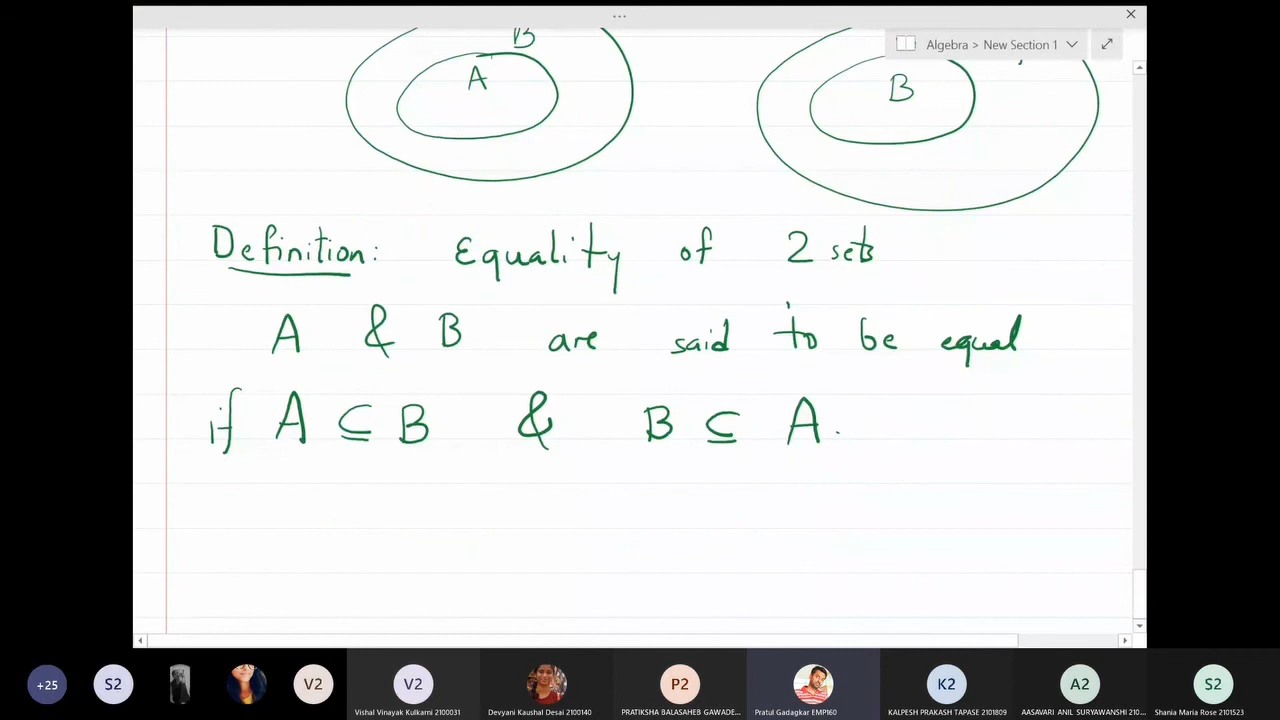 Algebra > New Section 1
B
A
B
Definition: Equality of 2 sets
A & B are said to be equal
if A ⊆ B & B ⊆ A.
+25
S2
V2
V2
P2
K2
A2
S2
Vishal Vinayak Kulkarni 2100031
Devyani Kaushal Desai 2100140
PRATIKSHA BALASAHEB GAWADE...
Pratul Gadagkar EMP160
KALPESH PRAKASH TAPASE 2101809
AASAVARI ANIL SURYAWANSHI 210...
Shania Maria Rose 2101523